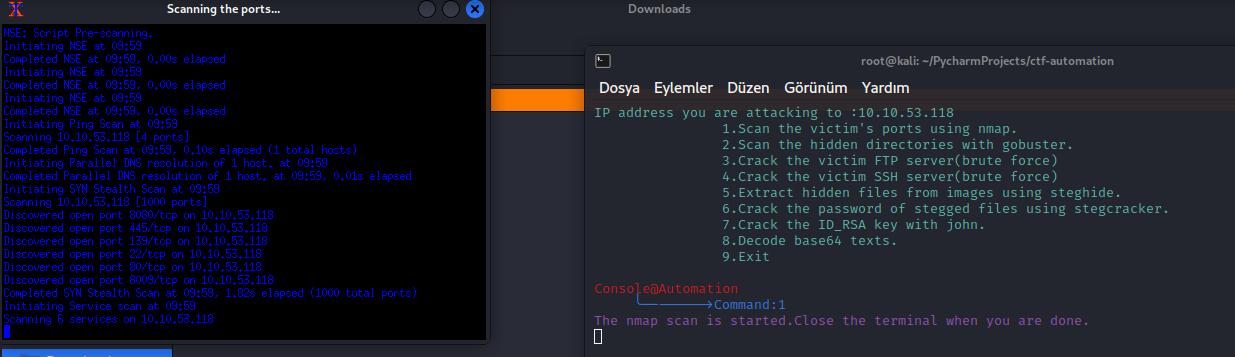 Scanning the ports...
NSE: Script Pre-scanning.
Initiating NSE at 09:59
Completed NSE at 09:59, 0.00s elapsed
Initiating NSE at 09:59
Completed NSE at 09:59, 0.00s elapsed
Initiating NSE at 09:59
Completed NSE at 09:59, 0.00s elapsed
Initiating Ping Scan at 09:59
Scanning 10.10.53.118 [4 ports]
Completed Ping Scan at 09:59, 0.10s elapsed (1 total hosts)
Initiating Parallel DNS resolution of 1 host. at 09:59
Completed Parallel DNS resolution of 1 host. at 09:59, 0.01s elapsed
Initiating SYN Stealth Scan at 09:59
Scanning 10.10.53.118 [1000 ports]
Discovered open port 8080/tcp on 10.10.53.118
Discovered open port 445/tcp on 10.10.53.118
Discovered open port 139/tcp on 10.10.53.118
Discovered open port 22/tcp on 10.10.53.118
Discovered open port 80/tcp on 10.10.53.118
Discovered open port 8009/tcp on 10.10.53.118
Completed SYN Stealth Scan at 09:59, 1.82s elapsed (1000 total ports)
Initiating Service scan at 09:59
Scanning 6 services on 10.10.53.118
Downloads
root@kali: ~/PycharmProjects/ctf-automation
Dosya Eylemler Düzen Görünüm Yardım
IP address you are attacking to :10.10.53.118
1.Scan the victim's ports using nmap.
2.Scan the hidden directories with gobuster.
3.Crack the victim FTP server(brute force)
4.Crack the victim SSH server(brute force)
5.Extract hidden files from images using steghide.
6.Crack the password of stegged files using stegcracker.
7.Crack the ID_RSA key with john.
8.Decode base64 texts.
9.Exit
Console@Automation
Command:1
The nmap scan is started.Close the terminal when you are done.